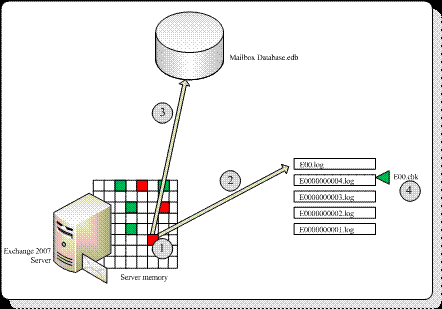 Mailbox Database.edb
3
2
E00.log
E0000000004.log
E00.chk
4
E0000000003.log
E0000000002.log
E0000000001.log
1
Exchange 2007
Server
Server memory